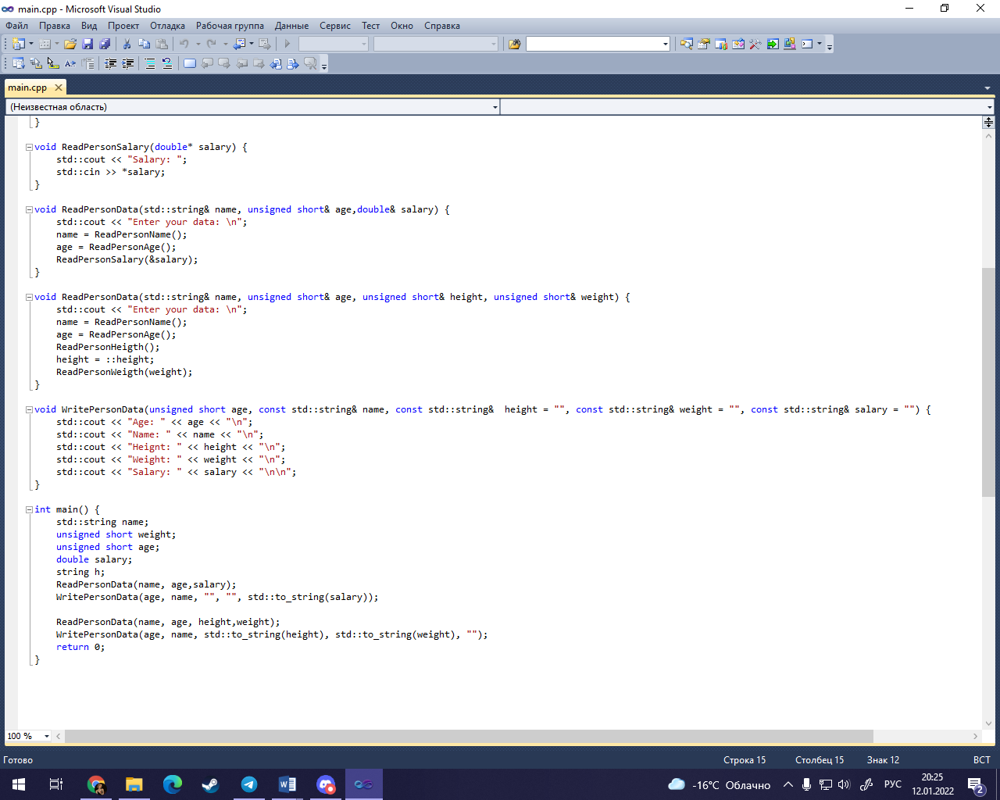 main.cpp - Microsoft Visual Studio
Файл Правка Вид Проект Отладка Рабочая группа Данные Сервис Тест Окно Справка
main.cpp
(Неизвестная область)
}
void ReadPersonSalary(double* salary) {
std::cout << "Salary: ";
std::cin >> *salary;
}
void ReadPersonData(std::string& name, unsigned short& age,double& salary) {
std::cout << "Enter your data: \n";
name = ReadPersonName();
age = ReadPersonAge();
ReadPersonSalary(&salary);
}
void ReadPersonData(std::string& name, unsigned short& age, unsigned short& height, unsigned short& weight) {
std::cout << "Enter your data: \n";
name = ReadPersonName();
age = ReadPersonAge();
ReadPersonHeigth();
height = ::height;
ReadPersonWeigth(weight);
}
void WritePersonData(unsigned short age, const std::string& name, const std::string&  height = "", const std::string& weight = "", const std::string& salary = "") {
std::cout << "Age: " << age << "\n";
std::cout << "Name: " << name << "\n";
std::cout << "Heignt: " << height << "\n";
std::cout << "Weight: " << weight << "\n";
std::cout << "Salary: " << salary << "\n\n";
}
int main() {
std::string name;
unsigned short weight;
unsigned short age;
double salary;
string h;
ReadPersonData(name, age,salary);
WritePersonData(age, name, "", "", std::to_string(salary));
ReadPersonData(name, age, height,weight);
WritePersonData(age, name, std::to_string(height), std::to_string(weight), "");
return 0;
}
100 %
Готово Строка 15 Столбец 15 Знак 12 ВСТ
-16°C Облачно РУС 20:25
12.01.2022 2